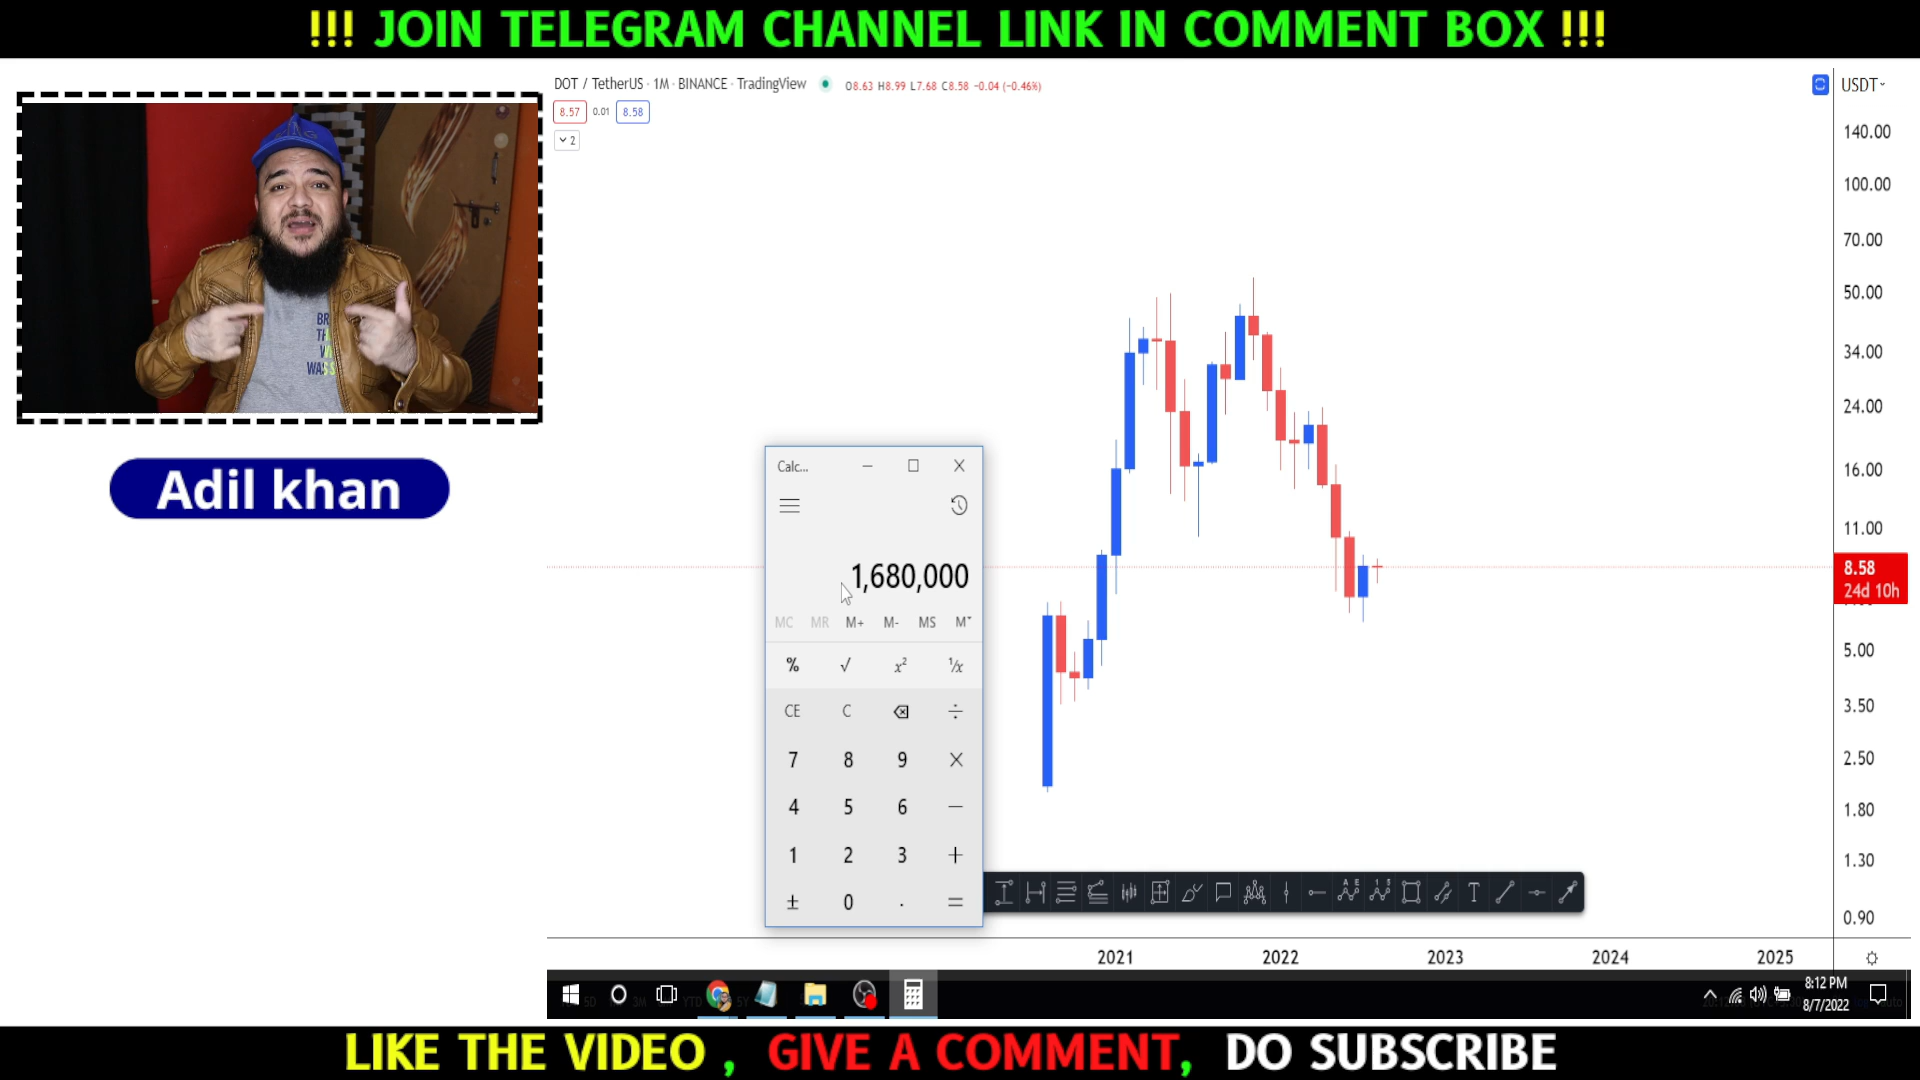 !!! JOIN TELEGRAM CHANNEL LINK IN COMMENT BOX !!!
DOT / TetherUS · 1M · BINANCE · TradingView O8.63 H8.99 L7.68 C8.58 −0.04 (−0.46%)
USDT
8.57 0.01 8.58
2
140.00
100.00
70.00
50.00
34.00
24.00
16.00
11.00
8.58
24d 10h
5.00
3.50
2.50
1.80
1.30
0.90
Adil khan
Calc...
1,680,000
MC MR M+ M- MS M
% √ x² ¹/x
CE C ÷
7 8 9 ×
4 5 6 −
1 2 3 +
± 0 . =
2021 2022 2023 2024 2025
8:12 PM
8/7/2022
LIKE THE VIDEO , GIVE A COMMENT, DO SUBSCRIBE